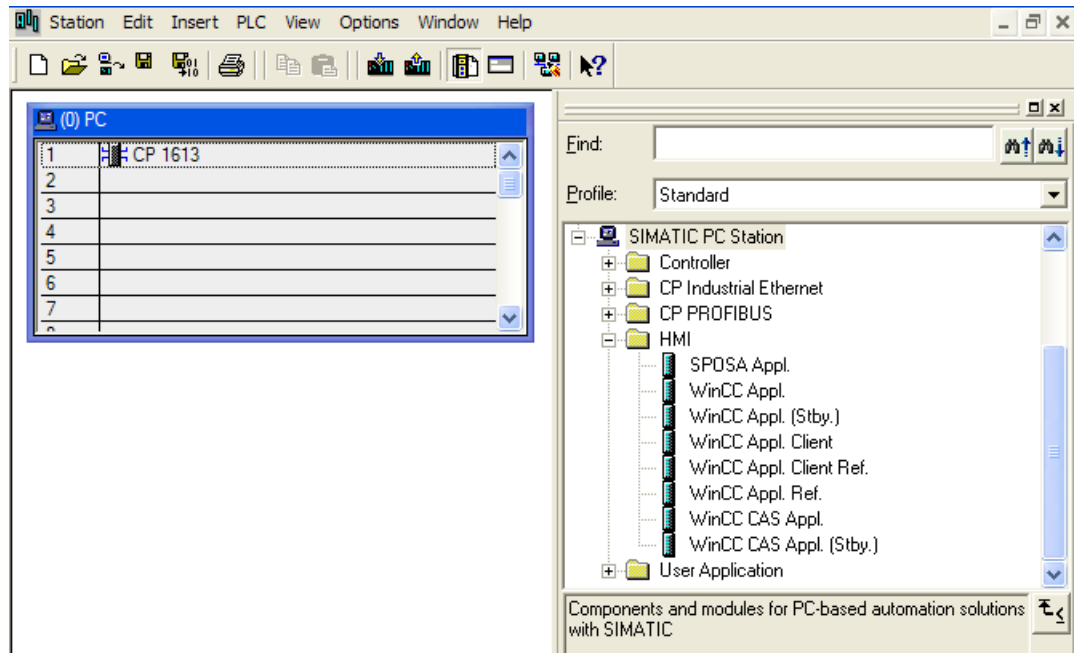 Station Edit Insert PLC View Options Window Help
(0) PC
1 CP 1613
2
3
4
5
6
7
Find:
Profile: Standard
SIMATIC PC Station
Controller
CP Industrial Ethernet
CP PROFIBUS
HMI
SPOSA Appl.
WinCC Appl.
WinCC Appl. (Stby.)
WinCC Appl. Client
WinCC Appl. Client Ref.
WinCC Appl. Ref.
WinCC CAS Appl.
WinCC CAS Appl. (Stby.)
User Application
Components and modules for PC-based automation solutions
with SIMATIC